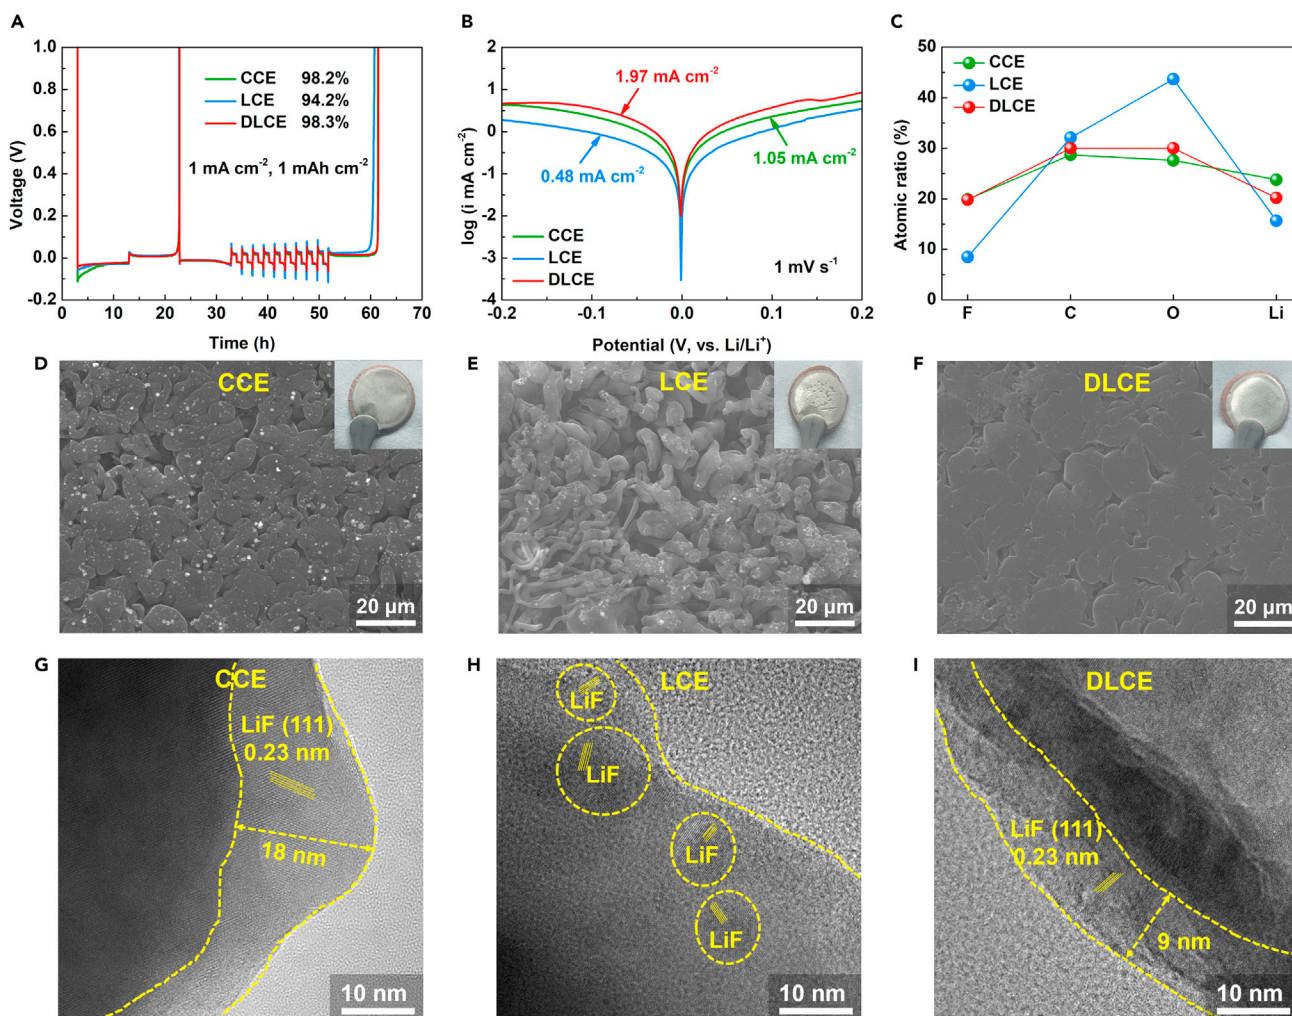 A
1.0
0.8
0.6
0.4
0.2
0.0
-0.2
Voltage (V)
CCE 98.2%
LCE 94.2%
DLCE 98.3%
1 mA cm⁻², 1 mAh cm⁻²
0 10 20 30 40 50 60 70
Time (h)
B
4
2
1
0
-1
-2
-3
-4
log (i mA cm⁻²)
1.97 mA cm⁻²
0.48 mA cm⁻²
1.05 mA cm⁻²
CCE
LCE
DLCE
1 mV s⁻¹
-0.2 -0.1 0.0 0.1 0.2
Potential (V, vs. Li/Li⁺)
C
50
40
30
20
10
0
Atomic ratio (%)
CCE
LCE
DLCE
F C O Li
D
CCE
20 μm
E
LCE
20 μm
F
DLCE
20 μm
G
CCE
LiF (111)
0.23 nm
18 nm
10 nm
H
LCE
LiF
LiF
LiF
LiF
10 nm
I
DLCE
LiF (111)
0.23 nm
9 nm
10 nm